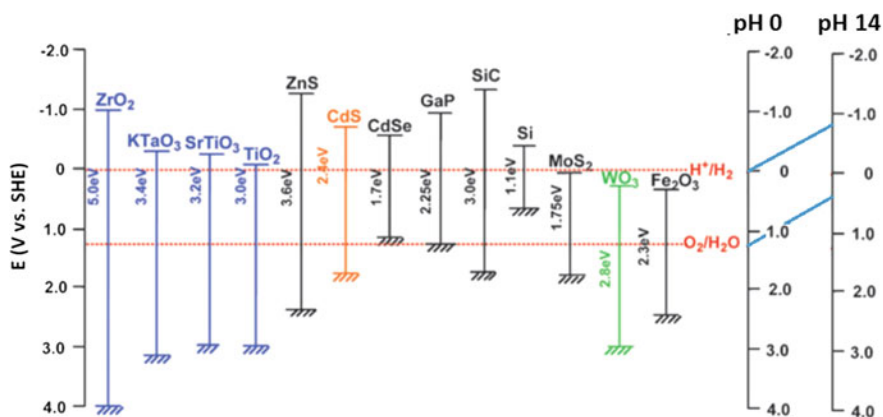 pH 0 pH 14
E (V vs. SHE)
-2.0
-1.0
0
1.0
2.0
3.0
4.0
ZrO₂
5.0eV
KTaO₃
3.4eV
SrTiO₃
3.2eV
TiO₂
3.0eV
ZnS
3.6eV
CdS
2.4eV
CdSe
1.7eV
GaP
2.25eV
SiC
3.0eV
Si
1.1eV
MoS₂
1.75eV
WO₃
2.8eV
Fe₂O₃
2.3eV
H⁺/H₂
O₂/H₂O
-2.0
-1.0
0
1.0
2.0
3.0
4.0
-2.0
-1.0
0
1.0
2.0
3.0
4.0